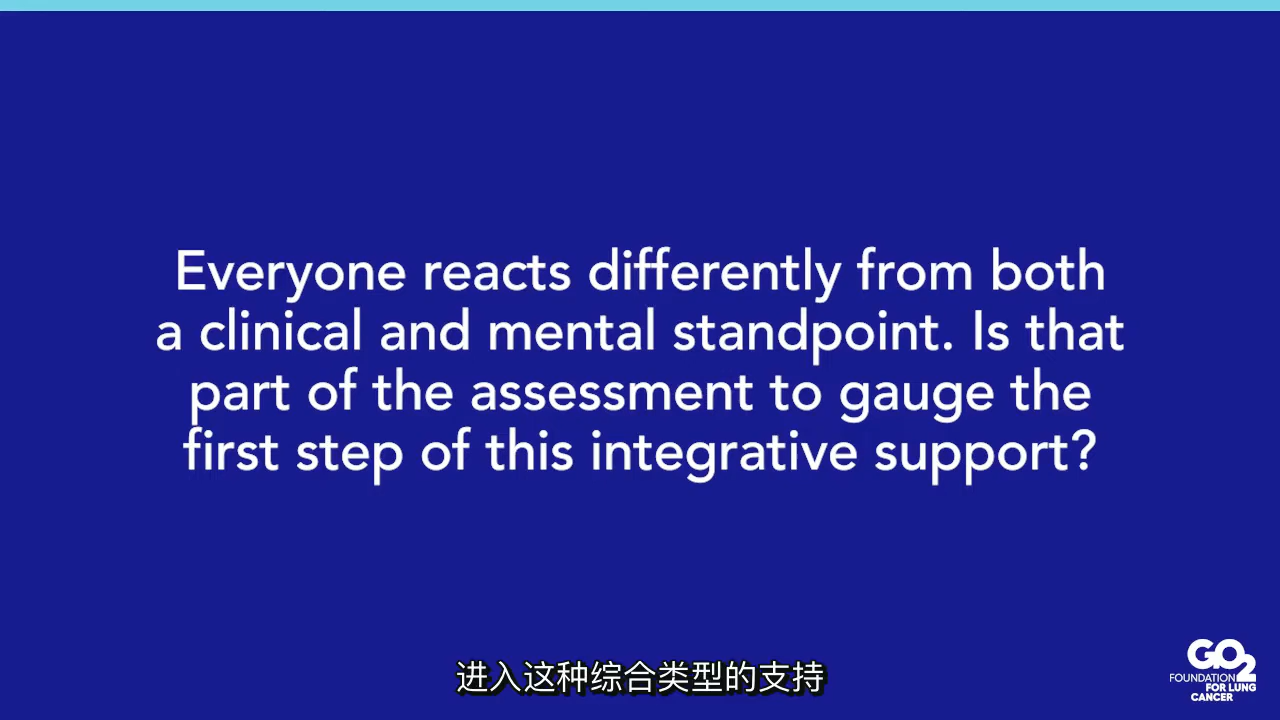 Everyone reacts differently from both
a clinical and mental standpoint. Is that
part of the assessment to gauge the
first step of this integrative support?
进入这种综合类型的支持
GO2
FOUNDATION
FOR LUNG
CANCER